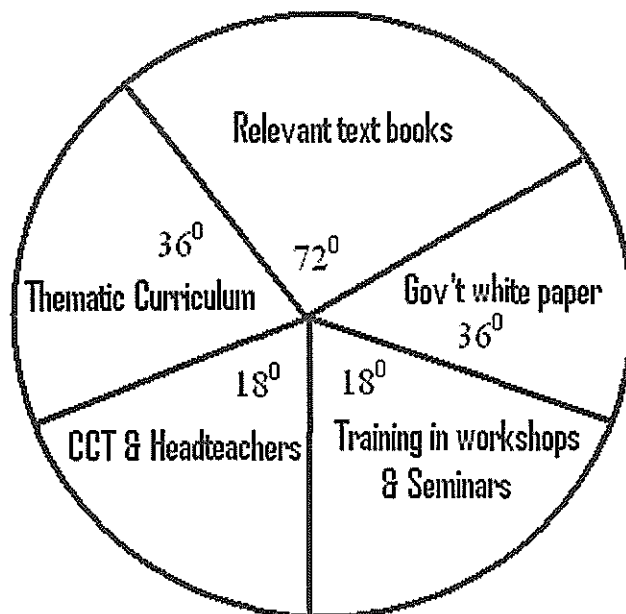 Relevant text books
72⁰
36⁰
Thematic Curriculum
Gov't white paper
36⁰
18⁰
CCT & Headteachers
18⁰
Training in workshops
& Seminars